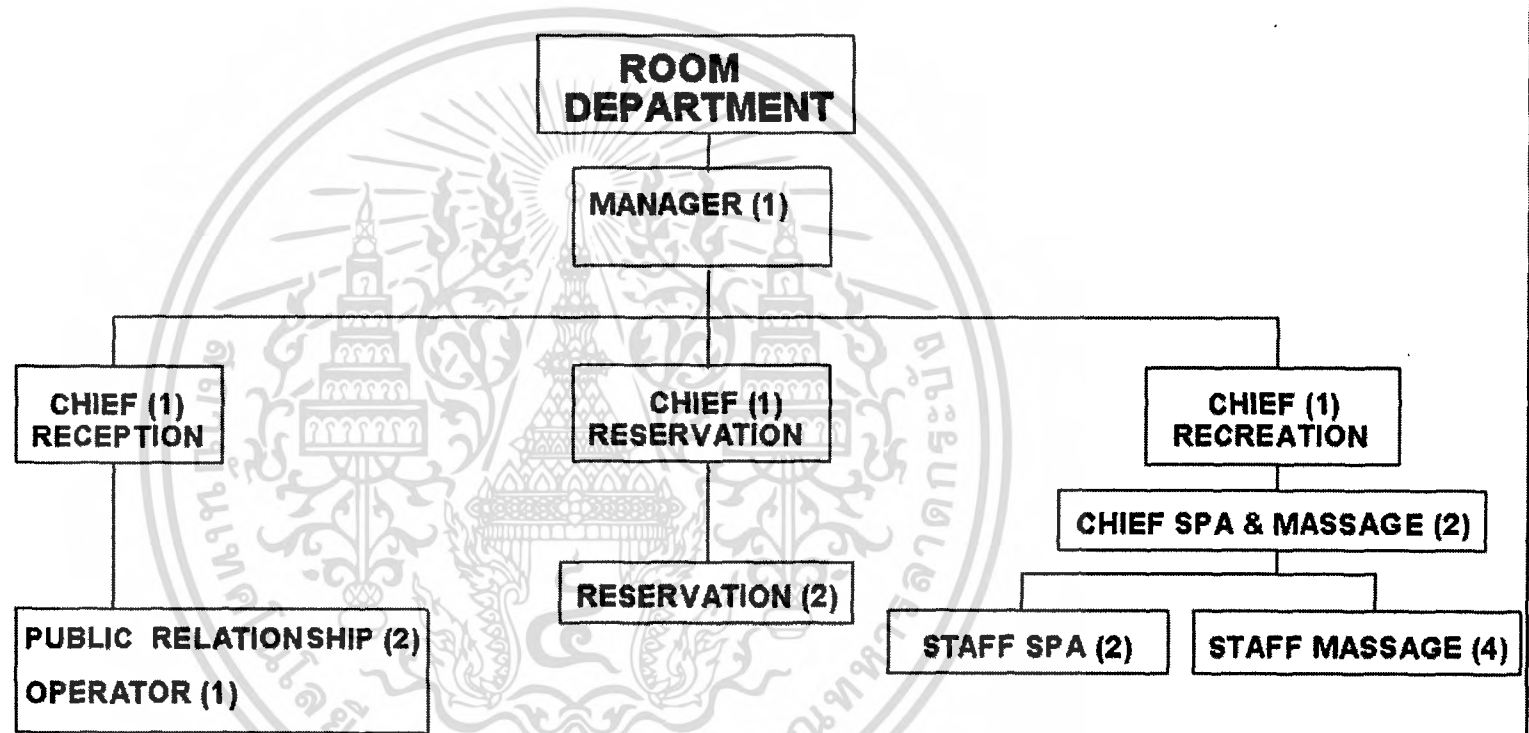 ROOM
DEPARTMENT
MANAGER (1)
CHIEF (1)
RECEPTION
CHIEF (1)
RESERVATION
CHIEF (1)
RECREATION
CHIEF SPA & MASSAGE (2)
RESERVATION (2)
PUBLIC RELATIONSHIP (2)
OPERATOR (1)
STAFF SPA (2)
STAFF MASSAGE (4)